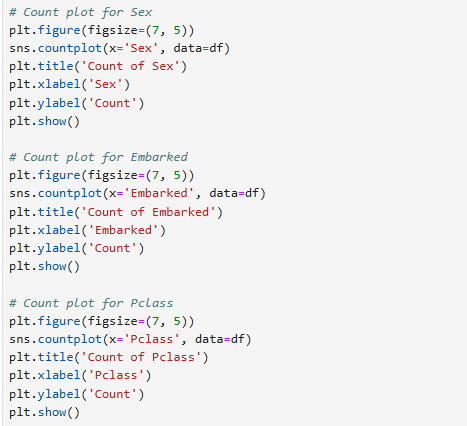 # Count plot for Sex
plt.figure(figsize=(7, 5))
sns.countplot(x='Sex', data=df)
plt.title('Count of Sex')
plt.xlabel('Sex')
plt.ylabel('Count')
plt.show()

# Count plot for Embarked
plt.figure(figsize=(7, 5))
sns.countplot(x='Embarked', data=df)
plt.title('Count of Embarked')
plt.xlabel('Embarked')
plt.ylabel('Count')
plt.show()

# Count plot for Pclass
plt.figure(figsize=(7, 5))
sns.countplot(x='Pclass', data=df)
plt.title('Count of Pclass')
plt.xlabel('Pclass')
plt.ylabel('Count')
plt.show()